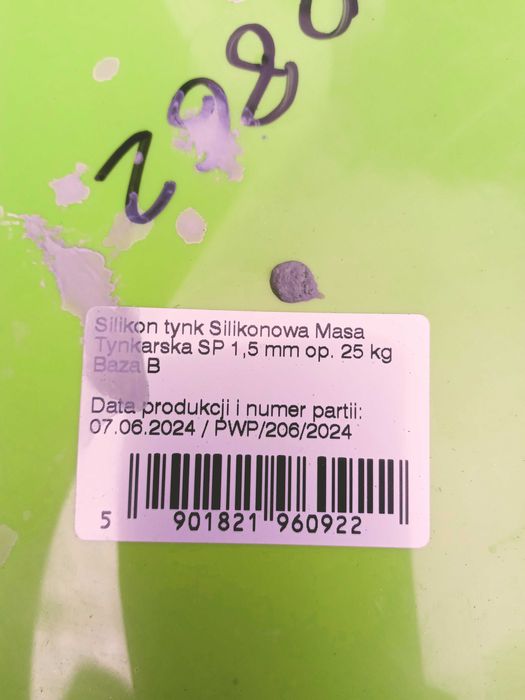 Silikon tynk Silikonowa Masa
Tynkarska SP 1,5 mm op. 25 kg
Baza B
Data produkcji i numer partii:
07.06.2024 / PWP/206/2024
5 901821 960922